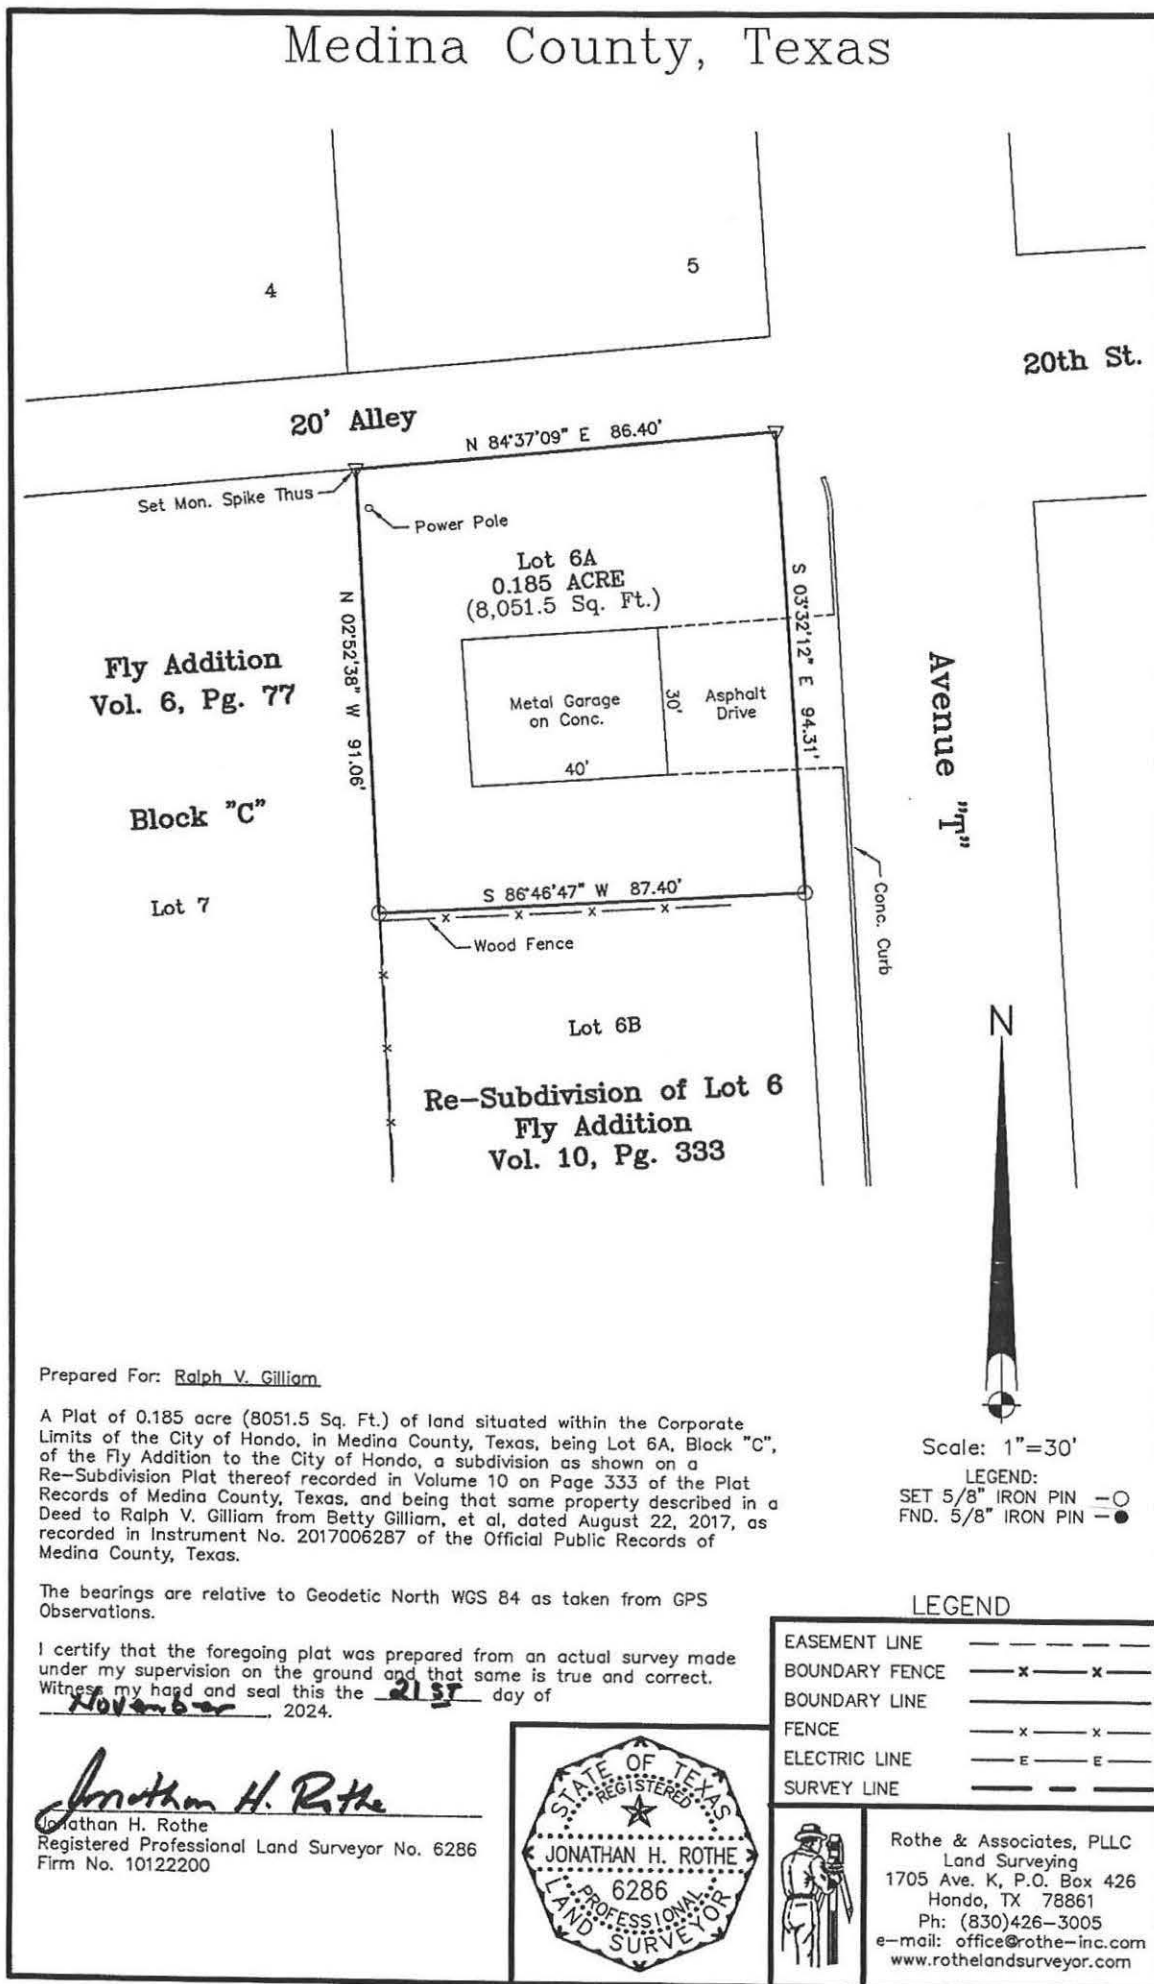 Medina County, Texas
4
5
20th St.
20' Alley
N 84°37'09" E 86.40'
Set Mon. Spike Thus
Power Pole
Lot 6A
0.185 ACRE
(8,051.5 Sq. Ft.)
N 02°52'38" W 91.06'
S 03°32'12" E 94.31'
Fly Addition
Vol. 6, Pg. 77
Metal Garage
on Conc.
30'
Asphalt
Drive
40'
Avenue "T"
Block "C"
Lot 7
S 86°46'47" W 87.40'
Wood Fence
Conc. Curb
Lot 6B
N
Re-Subdivision of Lot 6
Fly Addition
Vol. 10, Pg. 333
Prepared For: Ralph V. Gilliam
A Plat of 0.185 acre (8051.5 Sq. Ft.) of land situated within the Corporate
Limits of the City of Hondo, in Medina County, Texas, being Lot 6A, Block "C",
of the Fly Addition to the City of Hondo, a subdivision as shown on a
Re-Subdivision Plat thereof recorded in Volume 10 on Page 333 of the Plat
Records of Medina County, Texas, and being that same property described in a
Deed to Ralph V. Gilliam from Betty Gilliam, et al, dated August 22, 2017, as
recorded in Instrument No. 2017006287 of the Official Public Records of
Medina County, Texas.
The bearings are relative to Geodetic North WGS 84 as taken from GPS
Observations.
I certify that the foregoing plat was prepared from an actual survey made
under my supervision on the ground and that same is true and correct.
Witness my hand and seal this the 21ST day of
November, 2024.
Jonathan H. Rothe
Jonathan H. Rothe
Registered Professional Land Surveyor No. 6286
Firm No. 10122200
Scale: 1"=30'
LEGEND:
SET 5/8" IRON PIN
FND. 5/8" IRON PIN
LEGEND
EASEMENT LINE
BOUNDARY FENCE
BOUNDARY LINE
FENCE
ELECTRIC LINE
SURVEY LINE
STATE OF TEXAS
REGISTERED
JONATHAN H. ROTHE
6286
PROFESSIONAL
LAND SURVEYOR
Rothe & Associates, PLLC
Land Surveying
1705 Ave. K, P.O. Box 426
Hondo, TX 78861
Ph: (830)426-3005
e-mail: office@rothe-inc.com
www.rothelandsurveyor.com